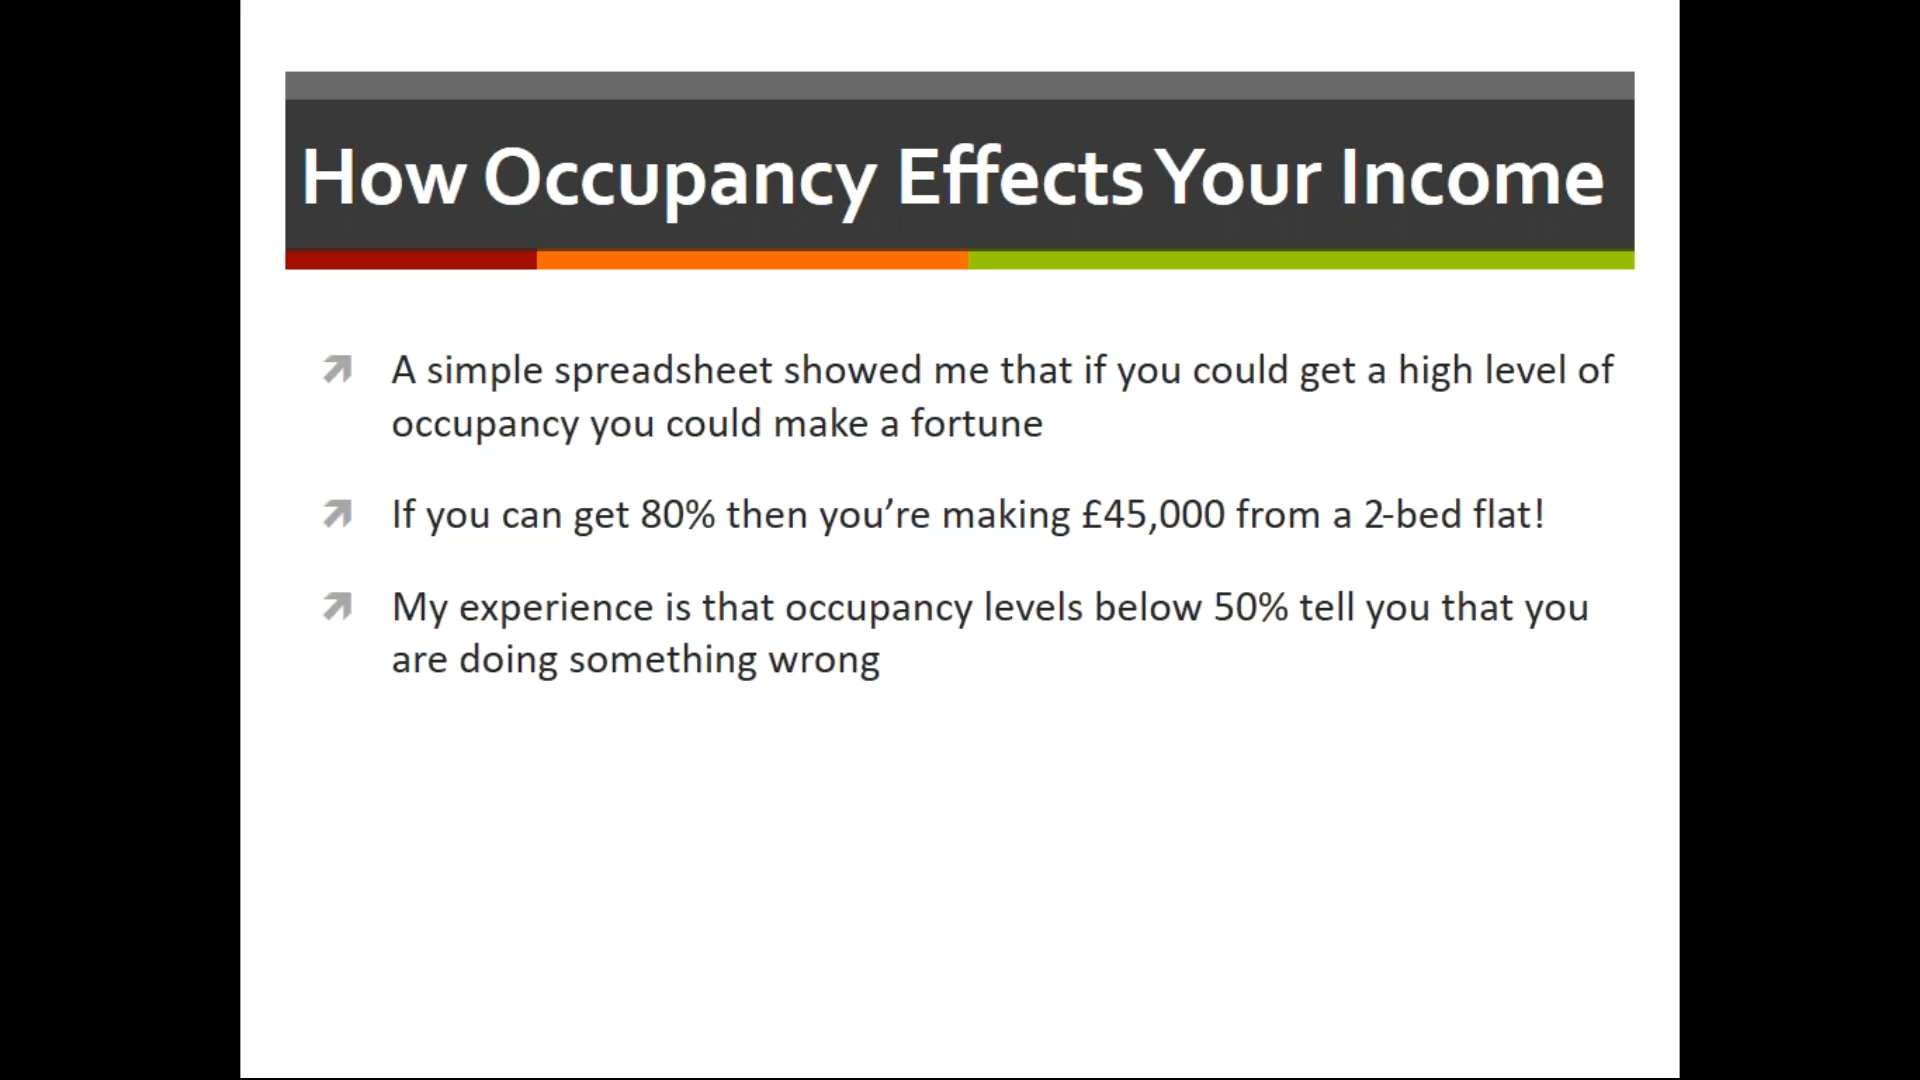 How Occupancy Effects Your Income
A simple spreadsheet showed me that if you could get a high level of
occupancy you could make a fortune
If you can get 80% then you’re making £45,000 from a 2-bed flat!
My experience is that occupancy levels below 50% tell you that you
are doing something wrong